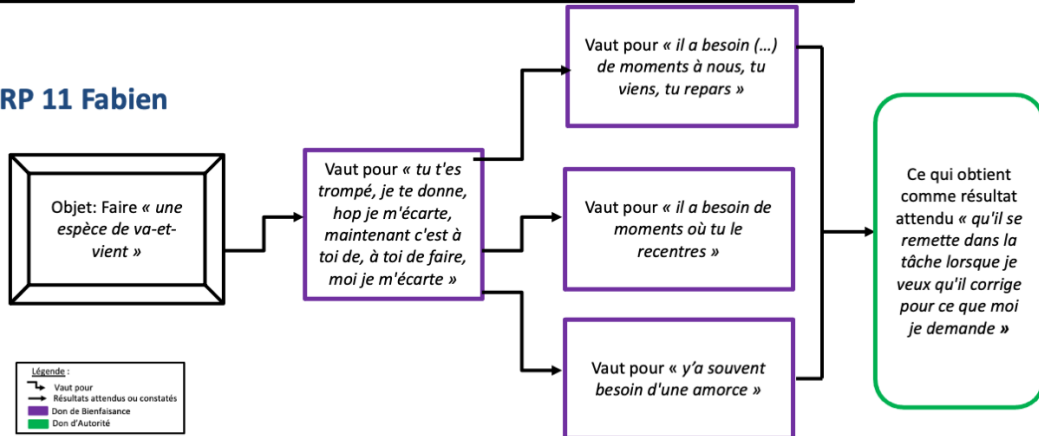 RP 11 Fabien
Objet: Faire « une
espèce de va-et-
vient »
Vaut pour « tu t'es
trompé, je te donne,
hop je m'écarte,
maintenant c'est à
toi de, à toi de faire,
moi je m'écarte »
Vaut pour « il a besoin (…)
de moments à nous, tu
viens, tu repars »
Vaut pour « il a besoin de
moments où tu le
recentres »
Vaut pour « y'a souvent
besoin d'une amorce »
Ce qui obtient
comme résultat
attendu « qu'il se
remette dans la
tâche lorsque je
veux qu'il corrige
pour ce que moi
je demande »
Légende :
Vaut pour
Résultats attendus ou constatés
Don de Bienfaisance
Don d'Autorité